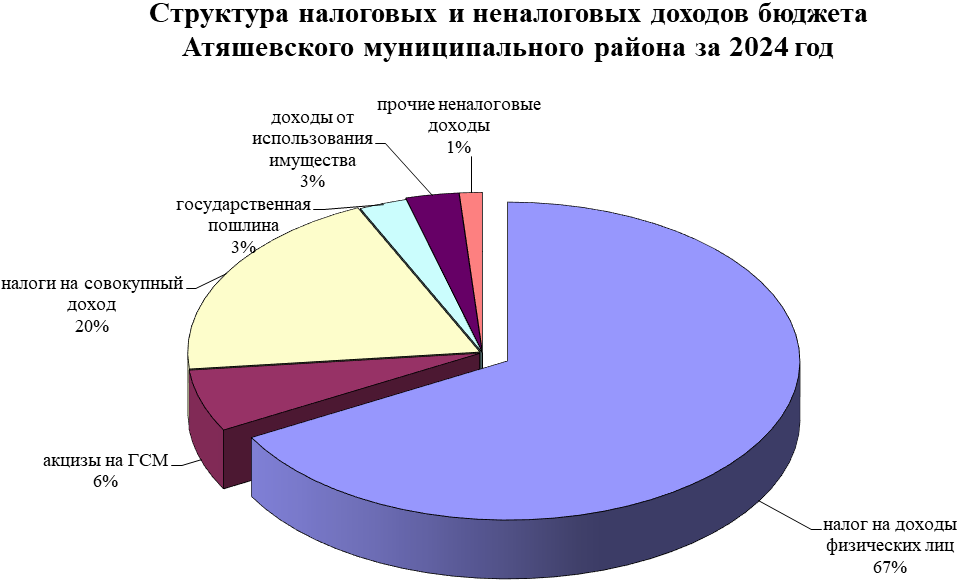 Структура налоговых и неналоговых доходов бюджета
Атяшевского муниципального района за 2024 год
прочие неналоговые
доходы
1%
доходы от
использования
имущества
3%
государственная
пошлина
3%
налоги на совокупный
доход
20%
акцизы на ГСМ
6%
налог на доходы
физических лиц
67%